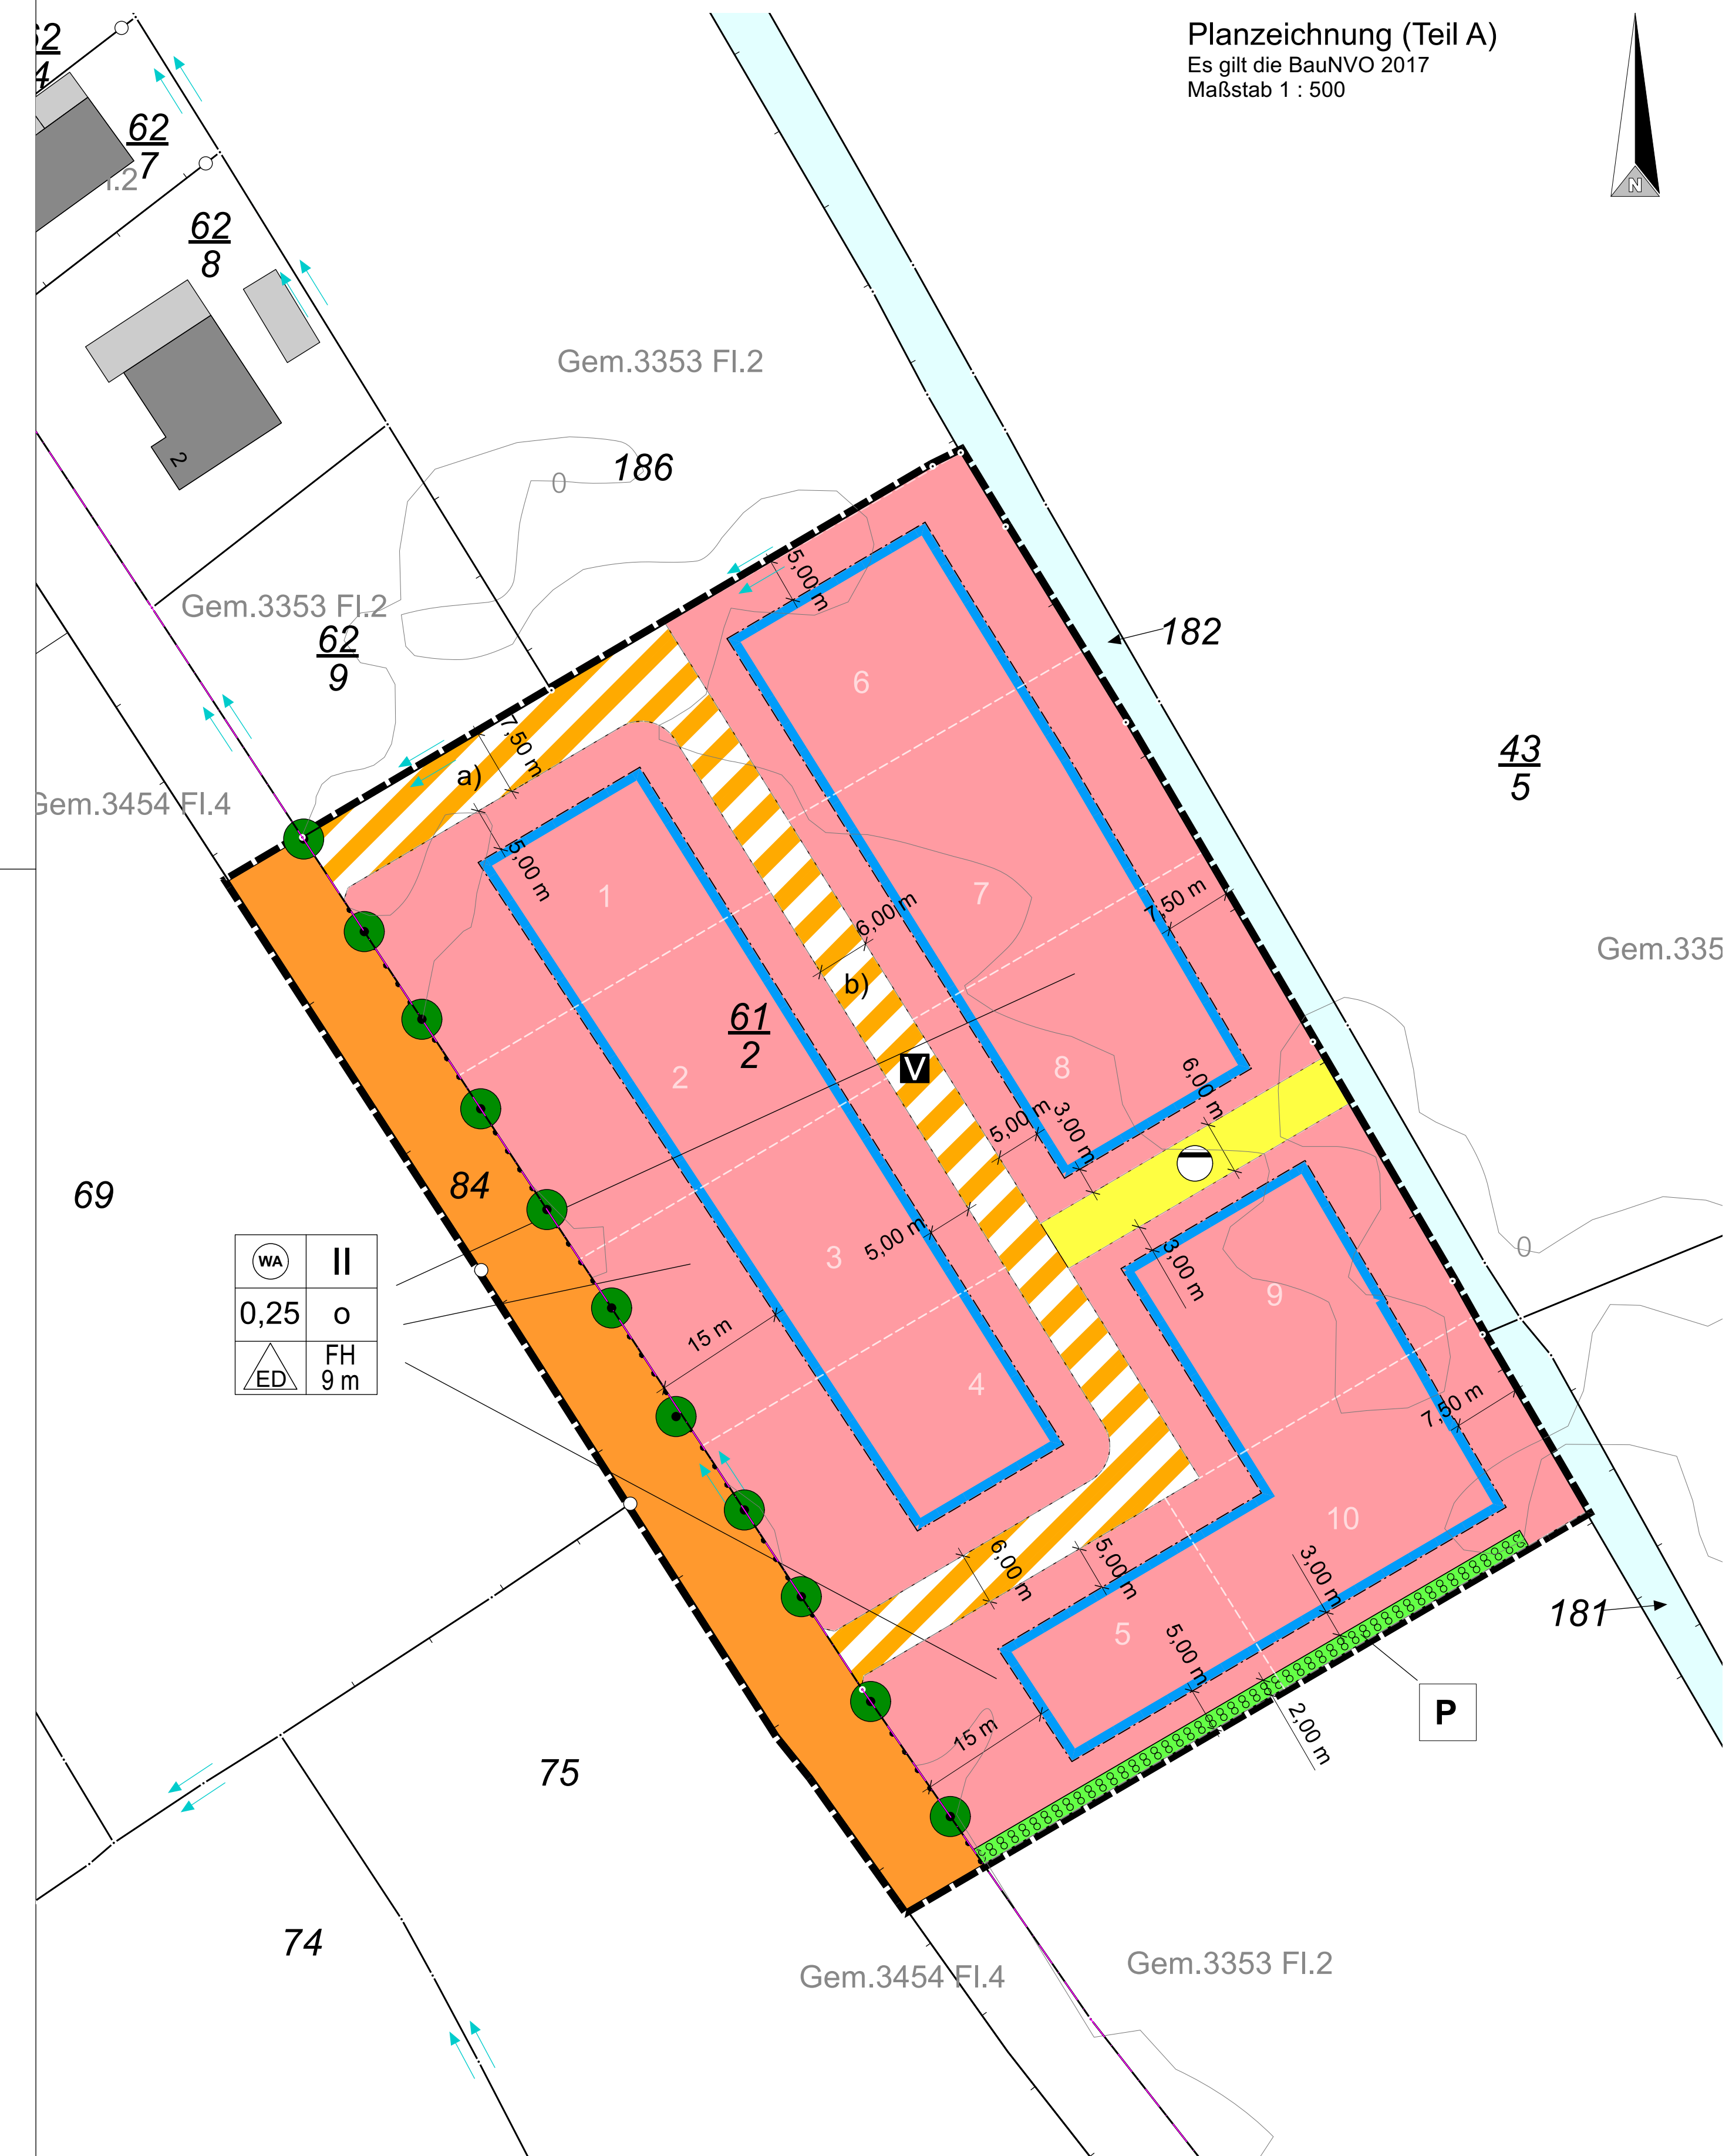 Planzeichnung (Teil A)
Es gilt die BauNVO 2017
Maßstab 1 : 500
N
62
4
62
7
62
8
2
Gem.3353 Fl.2
186
0
5,00 m
6
182
Gem.3353 Fl.2
62
9
7,50 m
a)
43
5
Gem.3454 Fl.4
5,00 m
1
7
7,50 m
6,00 m
b)
Gem.335
61
2
V
2
8
6,00 m
5,00 m
3,00 m
69
84
5,00 m
3
3,00 m
0
9
WA
II
0,25
o
ED
FH
9 m
15 m
4
7,50 m
10
6,00 m
5,00 m
3,00 m
181
5
5,00 m
P
15 m
2,00 m
75
74
Gem.3454 Fl.4
Gem.3353 Fl.2